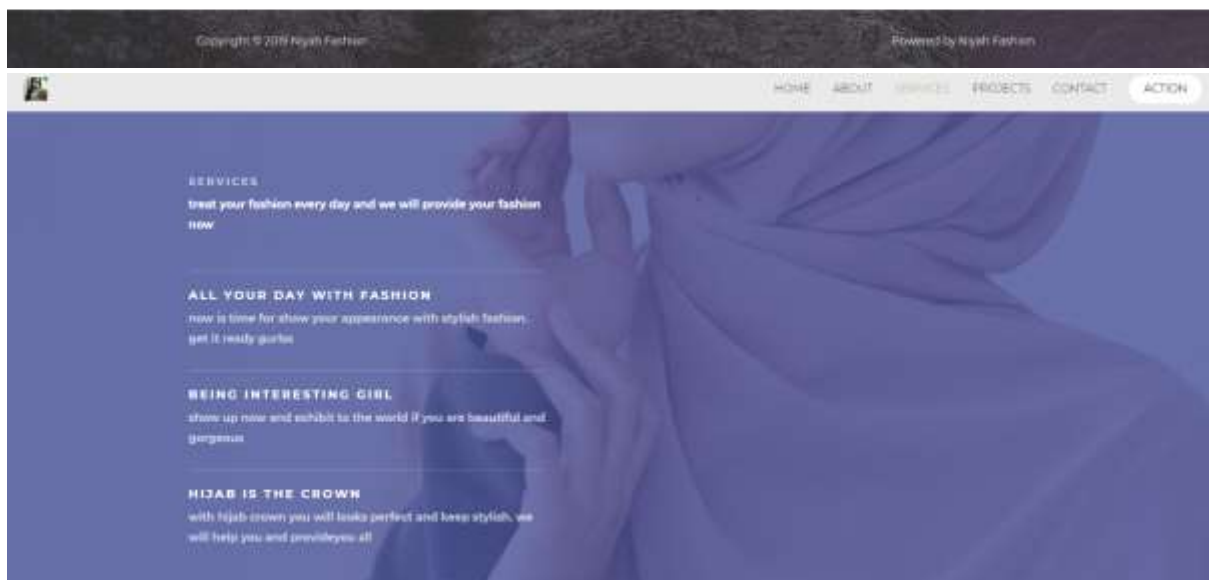 Copyright © 2019 Niyah Fashion
Powered by Niyah Fashion
HOME ABOUT SERVICES PROJECTS CONTACT ACTION
SERVICES
treat your fashion every day and we will provide your fashion
now
ALL YOUR DAY WITH FASHION
now is time for show your appearance with stylish fashion,
get it ready
BEING INTERESTING GIRL
show up now and exhibit to the world if you are beautiful and
gorgeous
HIJAB IS THE CROWN
with hijab crown you will looks perfect and keep stylish, we
will help you and provideyou all